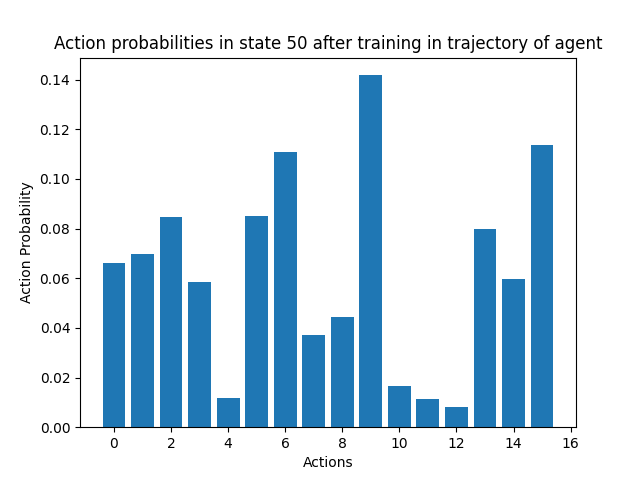 Action probabilities in state 50 after training in trajectory of agent
0.14
0.12
0.10
0.08
0.06
0.04
0.02
0.00
Action Probability
0 2 4 6 8 10 12 14 16
Actions